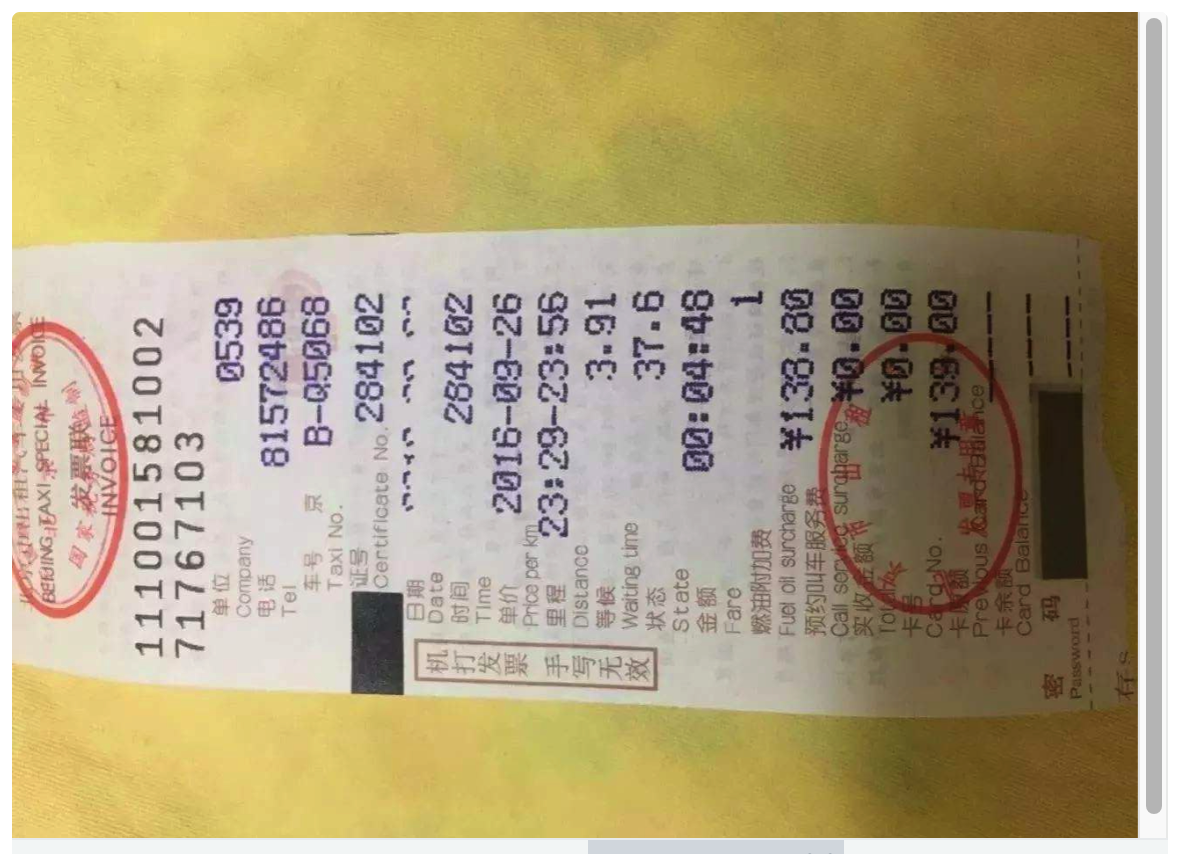 BEIJING TAXI SPECIAL INVOICE
发票联
INVOICE
111001581002
71767103
单位 0539
Company
电话 81572486
Tel
车号 京 B-Q5068
Taxi No.
证号 284102
Certificate No.
日期
Date 284102
时间
Time
单价 2016-09-26
Price per km
里程 23:29-23:56
Distance
等候 3.91
Waiting time
状态 37.6
State
金额 00:04:48
Fare 1
燃油附加费
Fuel oil surcharge ¥138.80
预约叫车服务费
Call service surcharge ¥0.00
实收金额
Total ¥0.00
卡号
Card No. ¥139.00
卡原额
Previous Card Balance ----
卡余额
Card Balance ----
----
机打发票 手写无效
密码
Password